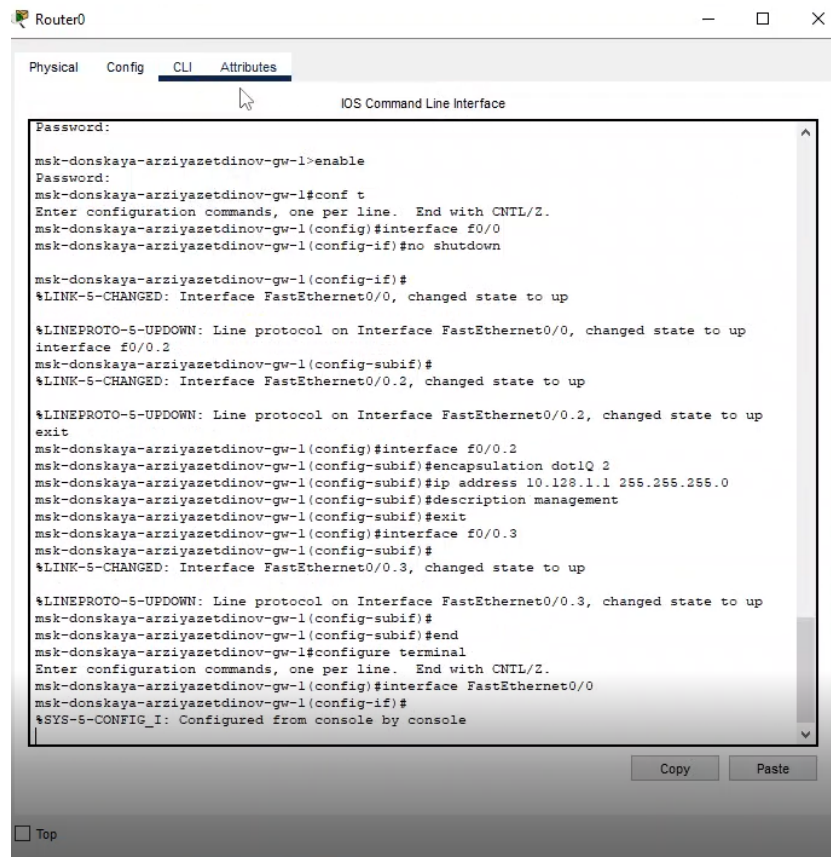 Router0
Physical Config CLI Attributes
IOS Command Line Interface
Password:
msk-donskaya-arziyazetdinov-gw-1>enable
Password:
msk-donskaya-arziyazetdinov-gw-1#conf t
Enter configuration commands, one per line.  End with CNTL/Z.
msk-donskaya-arziyazetdinov-gw-1(config)#interface f0/0
msk-donskaya-arziyazetdinov-gw-1(config-if)#no shutdown
msk-donskaya-arziyazetdinov-gw-1(config-if)#
%LINK-5-CHANGED: Interface FastEthernet0/0, changed state to up
%LINEPROTO-5-UPDOWN: Line protocol on Interface FastEthernet0/0, changed state to up
interface f0/0.2
msk-donskaya-arziyazetdinov-gw-1(config-subif)#
%LINK-5-CHANGED: Interface FastEthernet0/0.2, changed state to up
%LINEPROTO-5-UPDOWN: Line protocol on Interface FastEthernet0/0.2, changed state to up
exit
msk-donskaya-arziyazetdinov-gw-1(config)#interface f0/0.2
msk-donskaya-arziyazetdinov-gw-1(config-subif)#encapsulation dot1Q 2
msk-donskaya-arziyazetdinov-gw-1(config-subif)#ip address 10.128.1.1 255.255.255.0
msk-donskaya-arziyazetdinov-gw-1(config-subif)#description management
msk-donskaya-arziyazetdinov-gw-1(config-subif)#exit
msk-donskaya-arziyazetdinov-gw-1(config)#interface f0/0.3
msk-donskaya-arziyazetdinov-gw-1(config-subif)#
%LINK-5-CHANGED: Interface FastEthernet0/0.3, changed state to up
%LINEPROTO-5-UPDOWN: Line protocol on Interface FastEthernet0/0.3, changed state to up
msk-donskaya-arziyazetdinov-gw-1(config-subif)#
msk-donskaya-arziyazetdinov-gw-1(config-subif)#end
msk-donskaya-arziyazetdinov-gw-1#configure terminal
Enter configuration commands, one per line.  End with CNTL/Z.
msk-donskaya-arziyazetdinov-gw-1(config)#interface FastEthernet0/0
msk-donskaya-arziyazetdinov-gw-1(config-if)#
%SYS-5-CONFIG_I: Configured from console by console
Copy Paste
Top